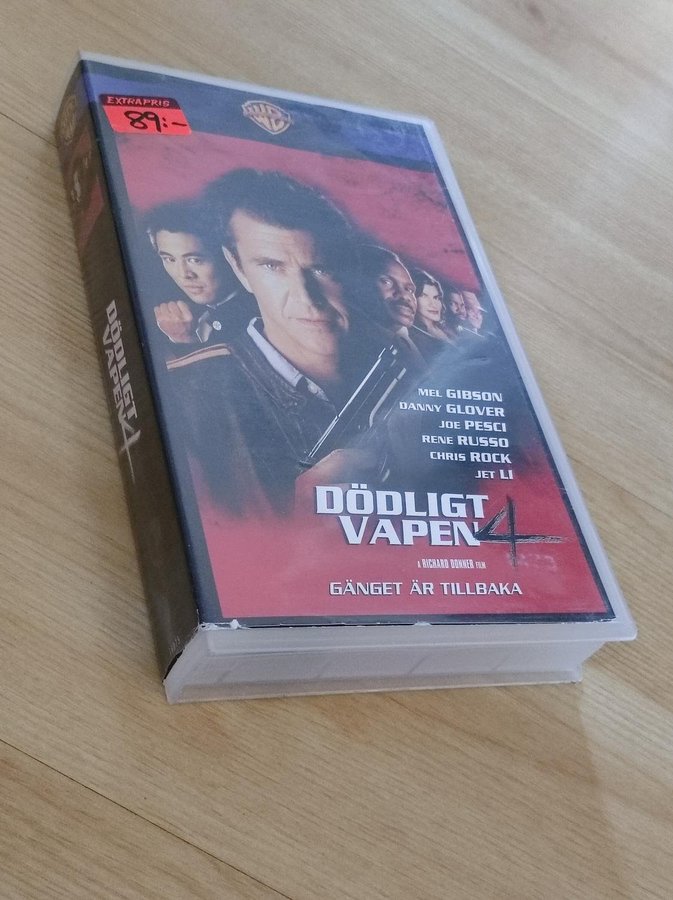 EXTRAPRIS
89:-
WB
MEL GIBSON
DANNY GLOVER
JOE PESCI
RENE RUSSO
CHRIS ROCK
JET LI
DÖDLIGT
VAPEN 4
A RICHARD DONNER FILM
GÄNGET ÄR TILLBAKA
DÖDLIGT
VAPEN 4